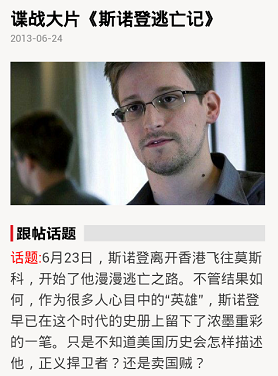 谍战大片《斯诺登逃亡记》
2013-06-24
跟帖话题
话题:6月23日，斯诺登离开香港飞往莫斯
科，开始了他漫漫逃亡之路。不管结果如
何，作为很多人心目中的“英雄”，斯诺登
早已在这个时代的史册上留下了浓墨重彩
的一笔。只是不知道美国历史会怎样描述
他，正义捍卫者？还是卖国贼？